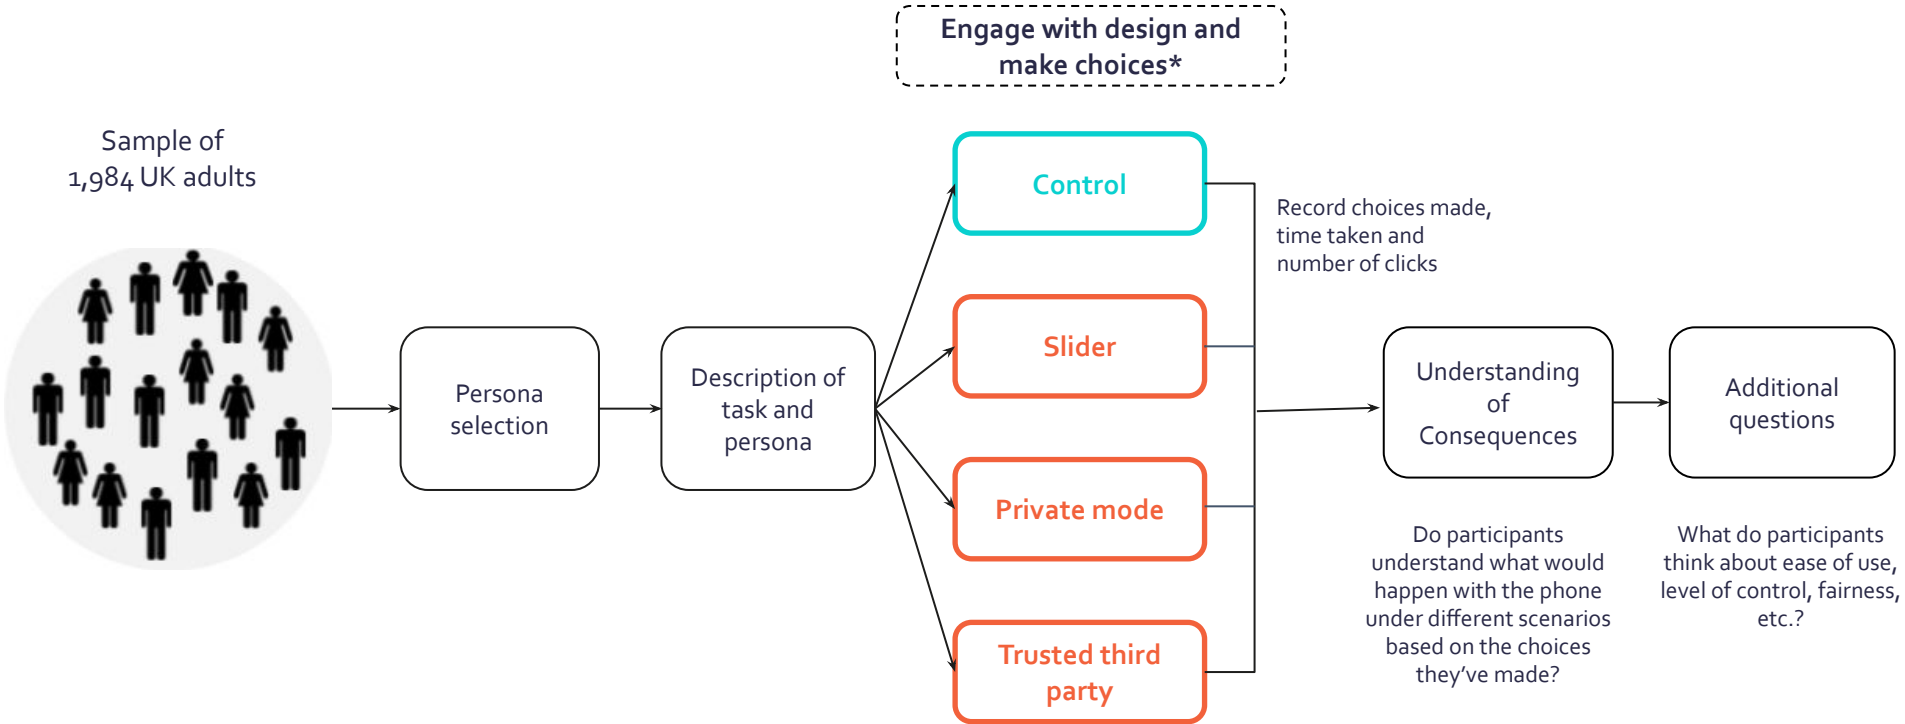 Engage with design and
make choices*
Sample of
1,984 UK adults
Persona
selection
Description of
task and
persona
Control
Slider
Private mode
Trusted third
party
Record choices made,
time taken and
number of clicks
Understanding
of
Consequences
Do participants
understand what would
happen with the phone
under different scenarios
based on the choices
they've made?
Additional
questions
What do participants
think about ease of use,
level of control, fairness,
etc.?